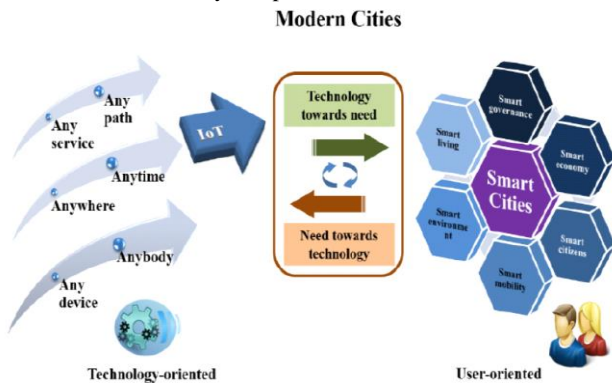 Modern Cities
Any
path
Any
service
IoT
Anytime
Anywhere
Anybody
Any
device
Technology-oriented
Technology
towards need
Need towards
technology
Smart
governance
Smart
living
Smart
economy
Smart
Cities
Smart
environme
nt
Smart
citizens
Smart
mobility
User-oriented